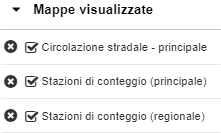 Mappe visualizzate
Circolazione stradale - principale
Stazioni di conteggio (principale)
Stazioni di conteggio (regionale)